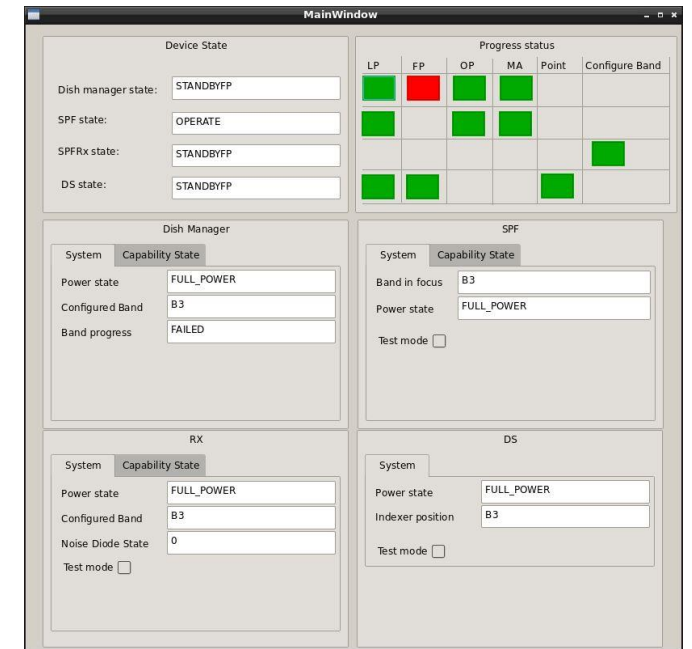 MainWindow
Device State
Dish manager state: STANDBYFP
SPF state: OPERATE
SPFRx state: STANDBYFP
DS state: STANDBYFP
Progress status
LP FP OP MA Point Configure Band
Dish Manager
System Capability State
Power state FULL_POWER
Configured Band B3
Band progress FAILED
SPF
System Capability State
Band in focus B3
Power state FULL_POWER
Test mode
RX
System Capability State
Power state FULL_POWER
Configured Band B3
Noise Diode State 0
Test mode
DS
System
Power state FULL_POWER
Indexer position B3
Test mode